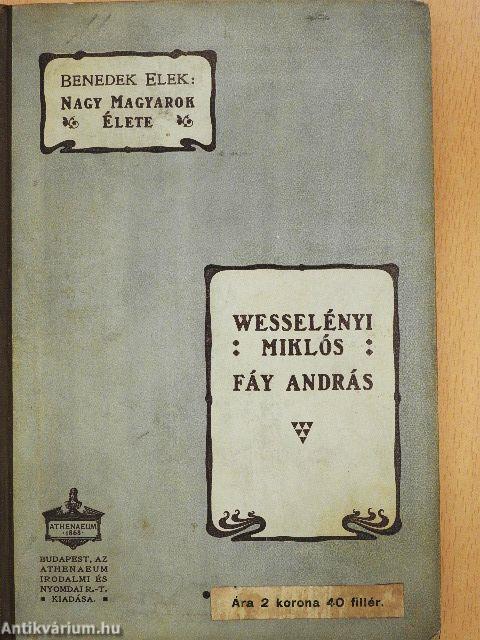 BENEDEK ELEK:
NAGY MAGYAROK
ÉLETE
WESSELÉNYI
: MIKLÓS :
FÁY ANDRÁS
ATHENAEUM
·1868·
BUDAPEST, AZ
ATHENAEUM
IRODALMI ÉS
NYOMDAI R.-T.
• KIADÁSA. •
Ára 2 korona 40 fillér.
Antikvárium.hu